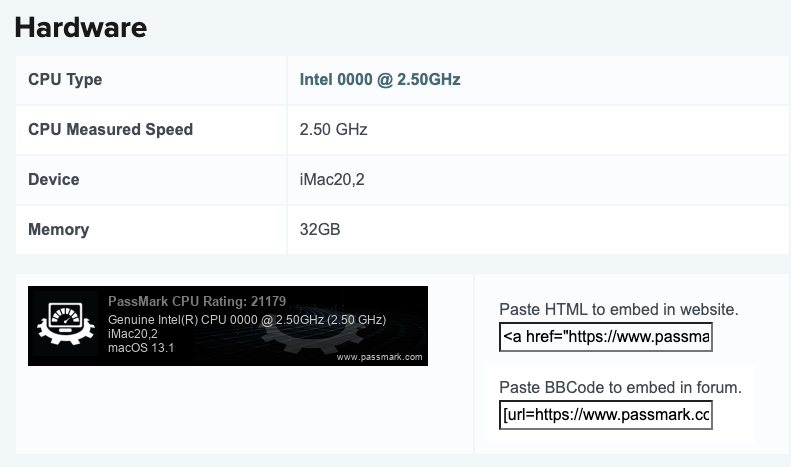 Hardware
CPU Type Intel 0000 @ 2.50GHz
CPU Measured Speed 2.50 GHz
Device iMac20,2
Memory 32GB
PassMark CPU Rating: 21179
Genuine Intel(R) CPU 0000 @ 2.50GHz (2.50 GHz)
iMac20,2
macOS 13.1
www.passmark.com
Paste HTML to embed in website.
<a href="https://www.passma
Paste BBCode to embed in forum.
[url=https://www.passmark.co